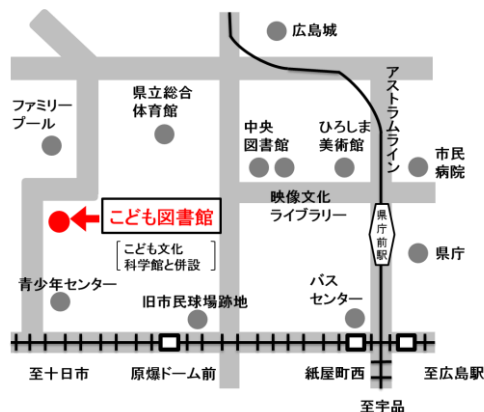 広島城
県立総合
体育館
ファミリー
プール
中央
図書館
ひろしま
美術館
アストラムライン
市民
病院
こども図書館
こども文化
科学館と併設
映像文化
ライブラリー
県庁前駅
県庁
青少年センター
旧市民球場跡地
バス
センター
至十日市
原爆ドーム前
紙屋町西
至広島駅
至宇品